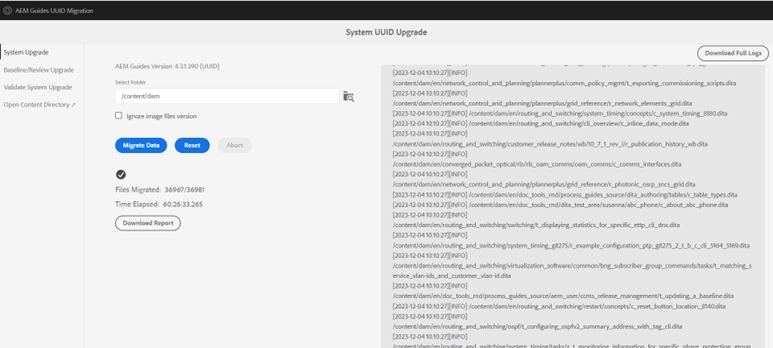 AEM Guides UUID Migration
System UUID Upgrade
System Upgrade
Baseline/Review Upgrade
Validate System Upgrade
Open Content Directory ↗
AEM Guides Version 4.31.390 (UUID)
Select Folder
/content/dam
Ignore image files version
Migrate Data
Reset
Abort
Files Migrated: 36967/36981
Time Elapsed: 60:26:33.265
Download Report
Download Full Logs
[2023-12-04 10:10:27][INFO]
/content/dam/en/network_control_and_planning/plannerplus/comm_policy_mgmt/t_exporting_commissioning_scripts.dita
[2023-12-04 10:10:27][INFO]
/content/dam/en/network_control_and_planning/plannerplus/grid_reference/r_network_elements_grid.dita
[2023-12-04 10:10:27][INFO] /content/dam/en/routing_and_switching/system_timing/concepts/c_system_timing_8180.dita
[2023-12-04 10:10:27][INFO] /content/dam/en/routing_and_switching/cli_overview/c_inline_data_mode.dita
[2023-12-04 10:10:27][INFO]
/content/dam/en/routing_and_switching/customer_release_notes/wb/10_7_1_rev_i/c_publication_history_wb.dita
[2023-12-04 10:10:27][INFO]
/content/dam/en/converged_packet_optical/rls/rls_oam_comms/oam_comms/c_comms_interfaces.dita
[2023-12-04 10:10:27][INFO]
/content/dam/en/network_control_and_planning/plannerplus/grid_reference/r_photonic_osrp_sncs_grid.dita
[2023-12-04 10:10:27][INFO] /content/dam/en/doc_tools_rnd/process_guides_source/dita_authoring/tables/r_table_types.dita
[2023-12-04 10:10:27][INFO] /content/dam/en/doc_tools_rnd/dita_test_area/susanna/abc_phone/c_about_abc_phone.dita
[2023-12-04 10:10:27][INFO]
/content/dam/en/routing_and_switching/switching/t_displaying_statistics_for_specific_ettp_cli_dnx.dita
[2023-12-04 10:10:27][INFO]
/content/dam/en/routing_and_switching/system_timing_g8275/r_example_configuration_ptp_g8275_2_t_b_c_cli_5164_5169.dita
[2023-12-04 10:10:27][INFO]
/content/dam/en/routing_and_switching/virtualization_software/common/bng_subscriber_group_commands/tasks/t_matching_s
ervice_vlan-ids_and_customer_vlan-id.dita
[2023-12-04 10:10:27][INFO]
/content/dam/en/doc_tools_rnd/process_guides_source/aem_user/ccms_release_management/t_updating_a_baseline.dita
[2023-12-04 10:10:27][INFO] /content/dam/en/routing_and_switching/restart/concepts/c_reset_button_location_8140.dita
[2023-12-04 10:10:27][INFO]
/content/dam/en/routing_and_switching/ospf/t_configuring_ospfv2_summary_address_with_tag_cli.dita
[2023-12-04 10:10:27][INFO]